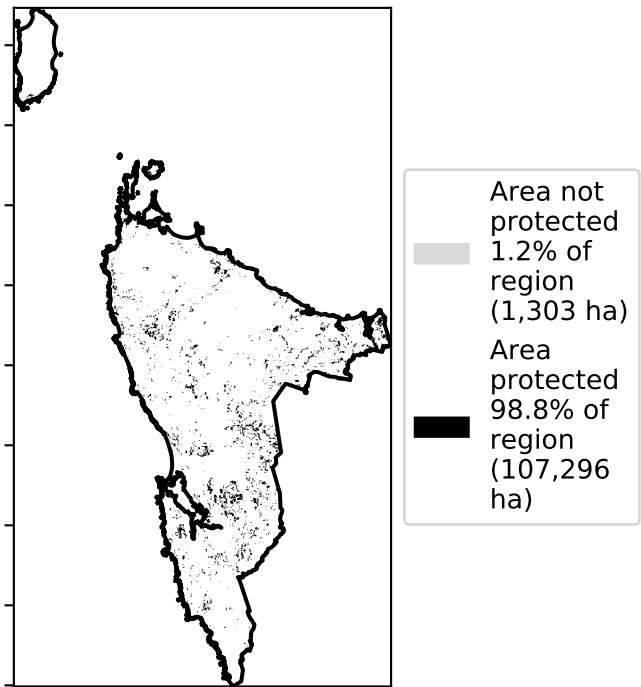 Area not
protected
1.2% of
region
(1,303 ha)
Area
protected
98.8% of
region
(107,296
ha)